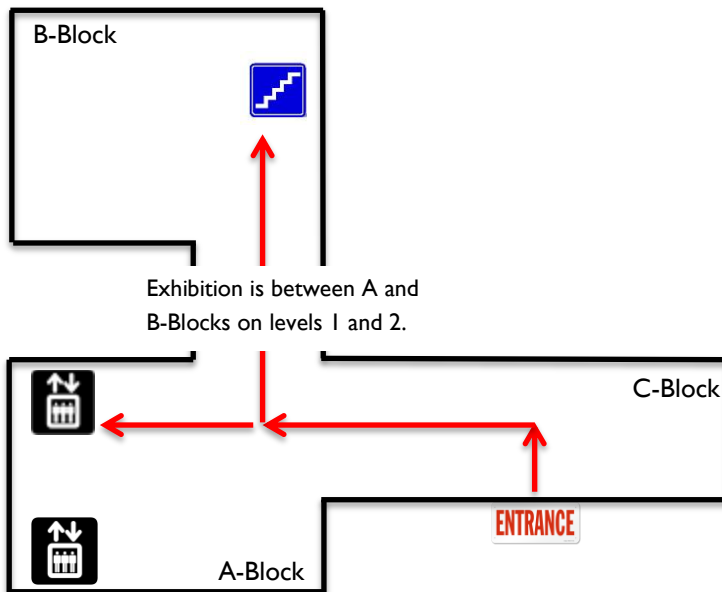 B-Block
Exhibition is between A and
B-Blocks on levels 1 and 2.
C-Block
ENTRANCE
A-Block